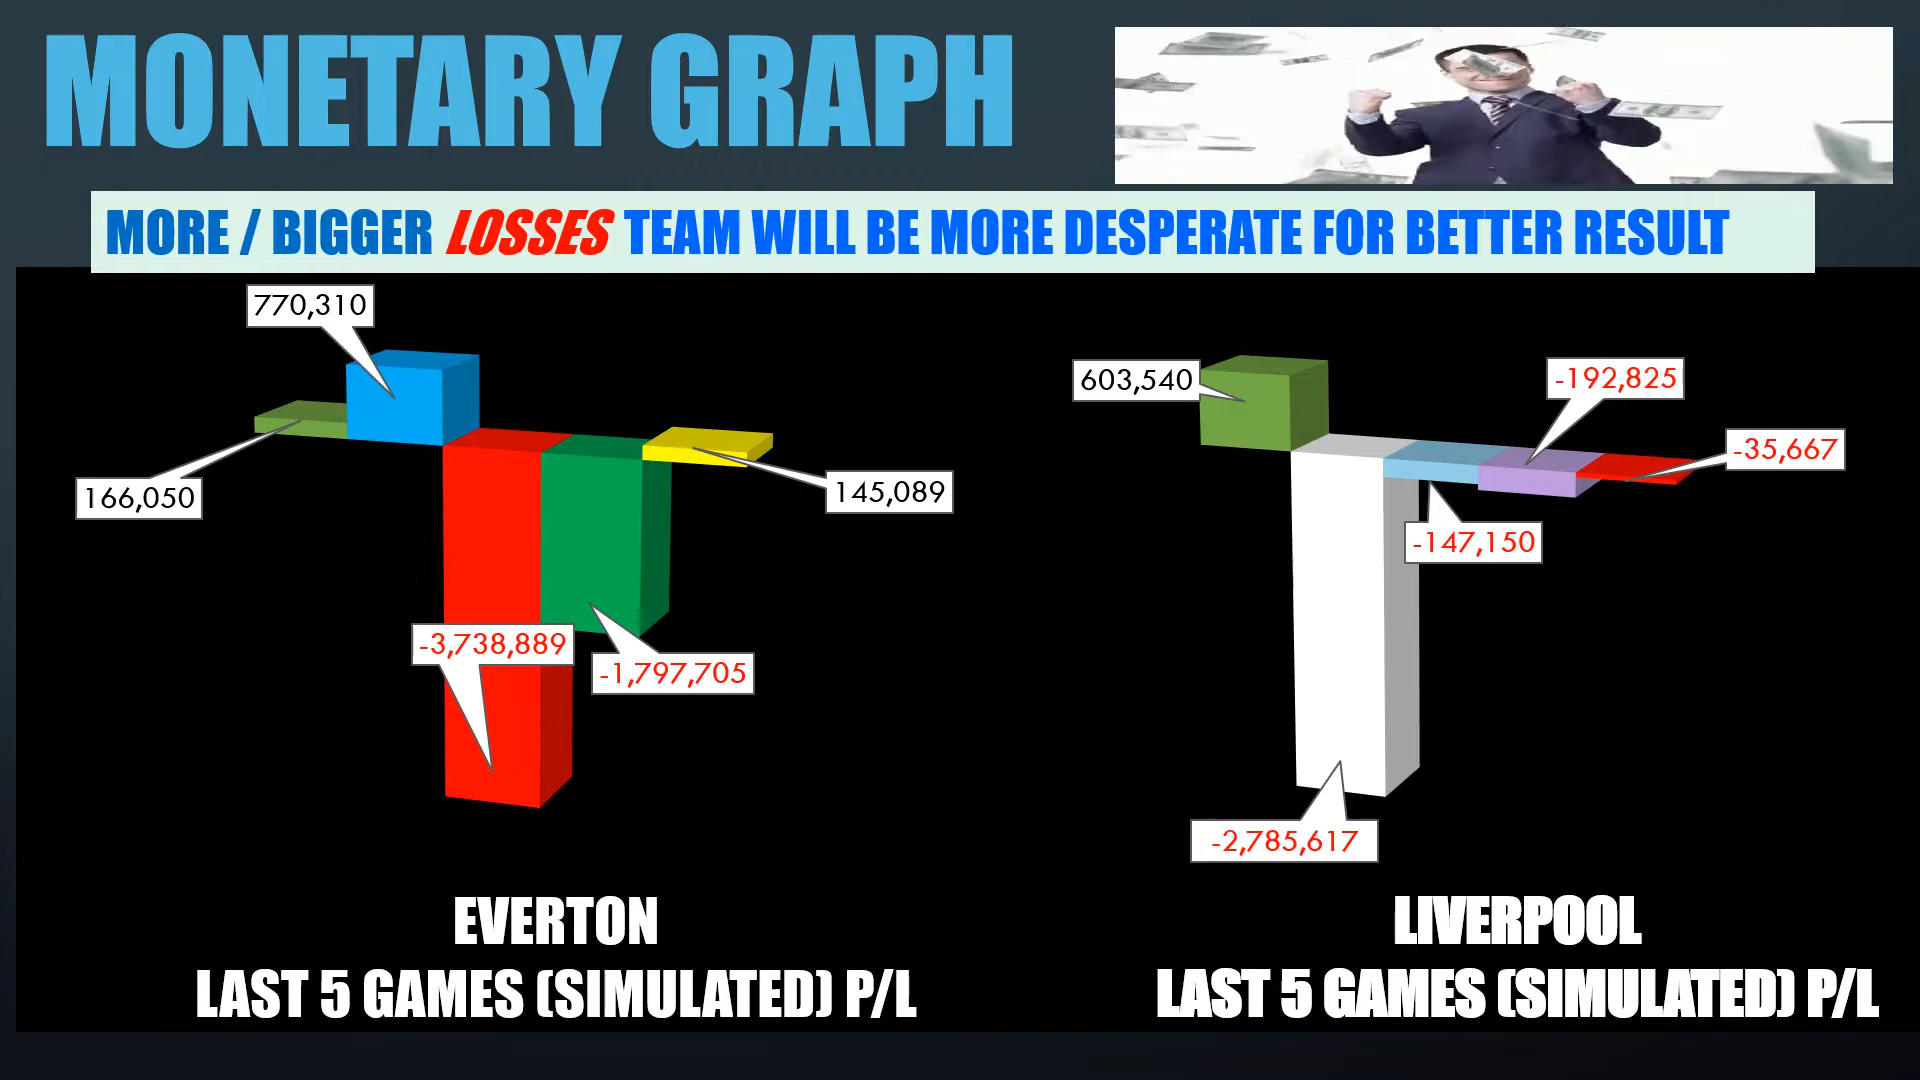 MONETARY GRAPH
MORE / BIGGER LOSSES TEAM WILL BE MORE DESPERATE FOR BETTER RESULT
770,310
166,050
145,089
-3,738,889
-1,797,705
EVERTON
LAST 5 GAMES (SIMULATED) P/L
603,540
-192,825
-35,667
-147,150
-2,785,617
LIVERPOOL
LAST 5 GAMES (SIMULATED) P/L